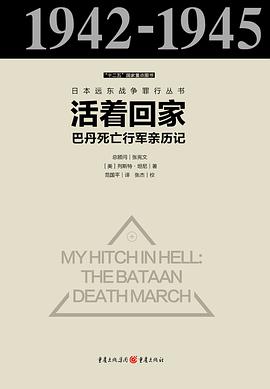 1942-1945
"十二五"国家重点图书
日本远东战争罪行丛书
活着回家
巴丹死亡行军亲历记
总顾问|张宪文
[美]列斯特·坦尼|著
范国平|译 张杰|校
MY HITCH IN HELL:
THE BATAAN
DEATH MARCH
重庆出版集团 重庆出版社